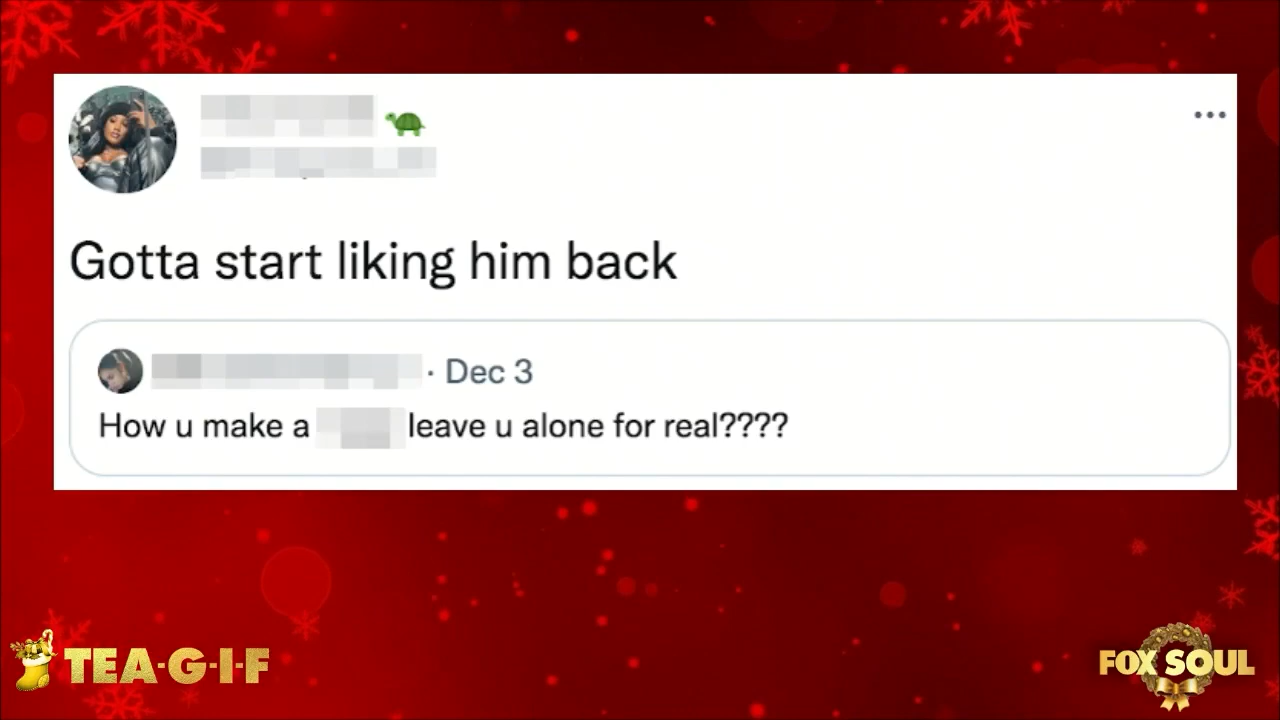 Gotta start liking him back
· Dec 3
How u make a leave u alone for real????
TEA-G-I-F
FOX SOUL